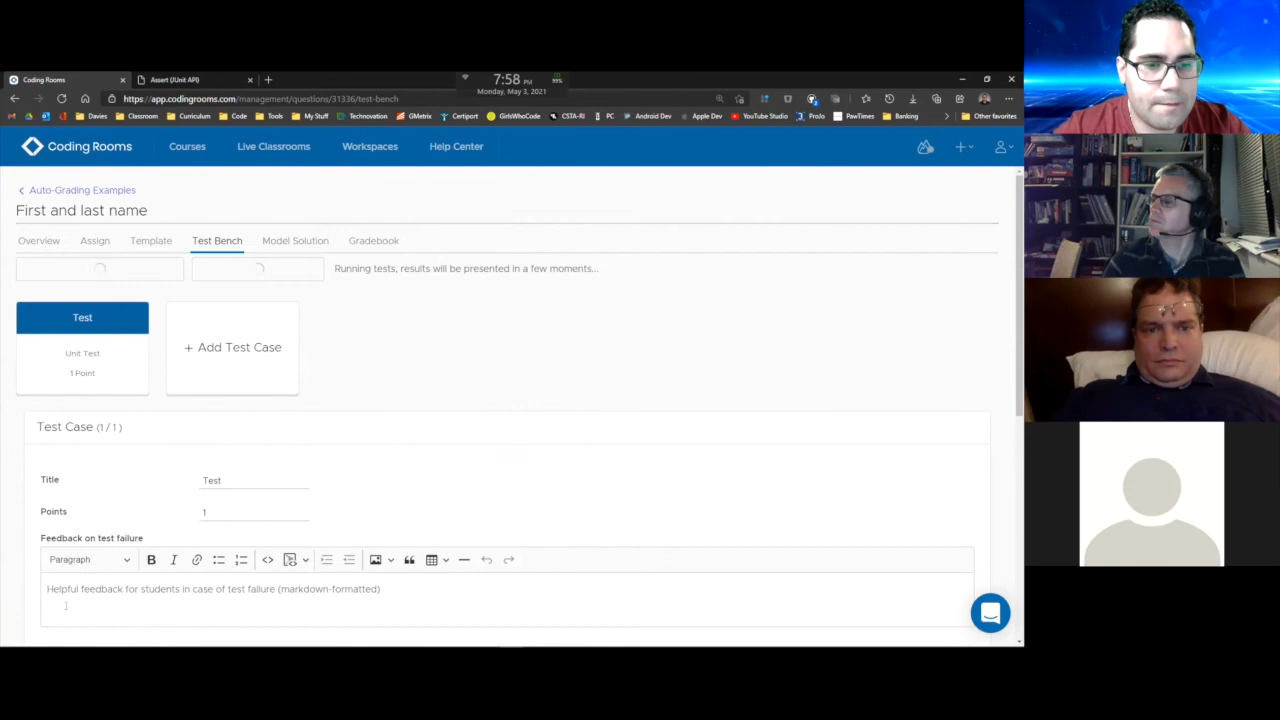 Coding Rooms
Assert (JUnit API)
7:58 PM
99%
Monday, May 3, 2021
https://app.codingrooms.com/management/questions/31336/test-bench
Davies Classroom Curriculum Code Tools My Stuff Technovation GMetrix Certiport GirlsWhoCode CSTA-RI PC Android Dev Apple Dev YouTube Studio ProJo PawTimes Banking Other favorites
Coding Rooms Courses Live Classrooms Workspaces Help Center
Auto-Grading Examples
First and last name
Overview Assign Template Test Bench Model Solution Gradebook
Running tests, results will be presented in a few moments...
Test
Unit Test
1 Point
+ Add Test Case
Test Case (1 / 1)
Title Test
Points 1
Feedback on test failure
Paragraph B I
Helpful feedback for students in case of test failure (markdown-formatted)